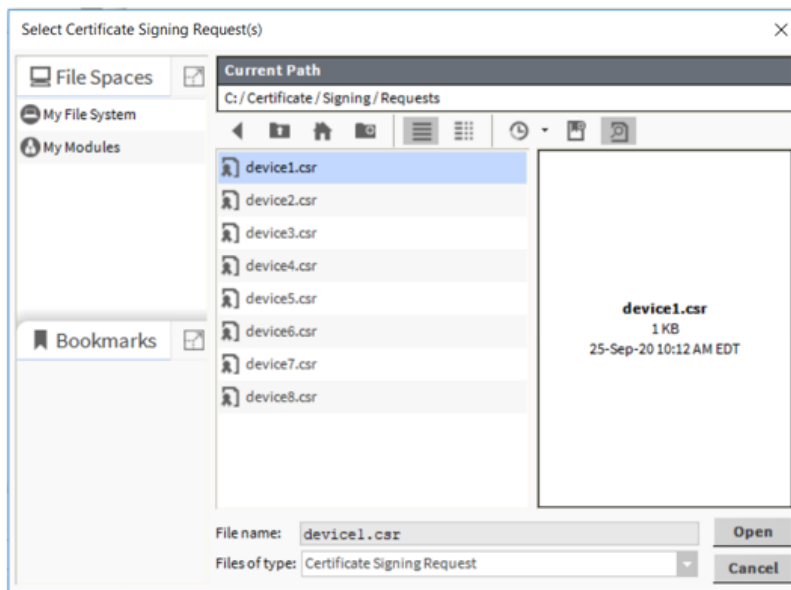 Select Certificate Signing Request(s)
File Spaces
My File System
My Modules
Bookmarks
Current Path
C:/Certificate/Signing/Requests
device1.csr
device2.csr
device3.csr
device4.csr
device5.csr
device6.csr
device7.csr
device8.csr
device1.csr
1 KB
25-Sep-20 10:12 AM EDT
File name: device1.csr
Open
Files of type: Certificate Signing Request
Cancel